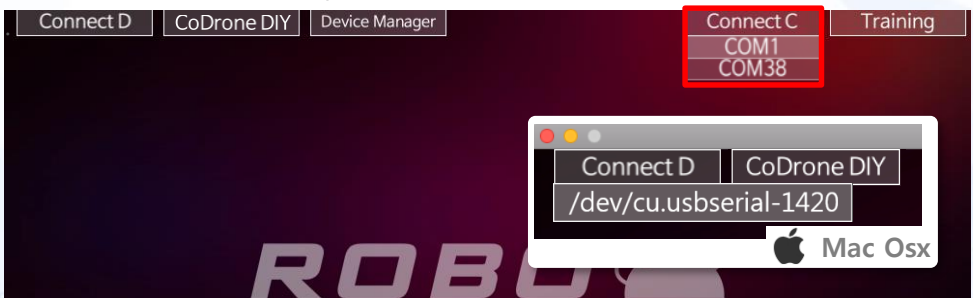 Connect D CoDrone DIY Device Manager Connect C Training
COM1
COM38
Connect D CoDrone DIY
/dev/cu.usbserial-1420
Mac Osx
ROBO